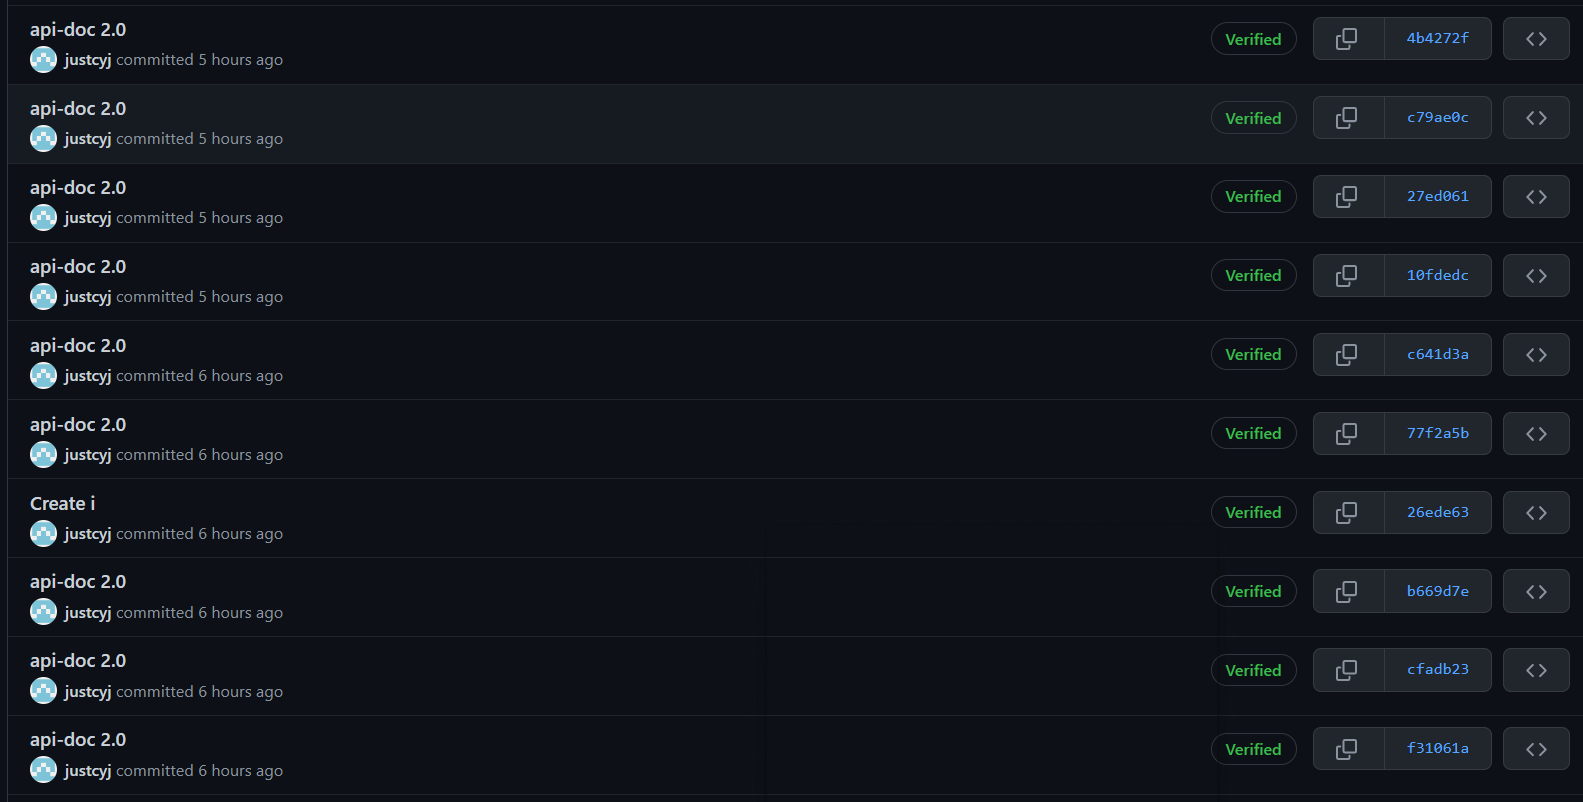 api-doc 2.0
justcyj committed 5 hours ago
Verified
4b4272f
api-doc 2.0
justcyj committed 5 hours ago
Verified
c79ae0c
api-doc 2.0
justcyj committed 5 hours ago
Verified
27ed061
api-doc 2.0
justcyj committed 5 hours ago
Verified
10fdedc
api-doc 2.0
justcyj committed 6 hours ago
Verified
c641d3a
api-doc 2.0
justcyj committed 6 hours ago
Verified
77f2a5b
Create i
justcyj committed 6 hours ago
Verified
26ede63
api-doc 2.0
justcyj committed 6 hours ago
Verified
b669d7e
api-doc 2.0
justcyj committed 6 hours ago
Verified
cfadb23
api-doc 2.0
justcyj committed 6 hours ago
Verified
f31061a